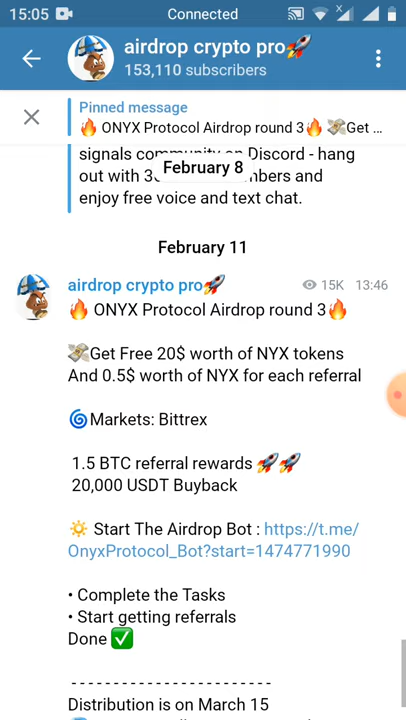 15:05
Connected
airdrop crypto pro🚀
153,110 subscribers
Pinned message
🔥 ONYX Protocol Airdrop round 3🔥 💸Get ...
signals community on Discord - hang
February 8
out with members and
enjoy free voice and text chat.
February 11
airdrop crypto pro🚀 15K 13:46
🔥 ONYX Protocol Airdrop round 3🔥
💸Get Free 20$ worth of NYX tokens
And 0.5$ worth of NYX for each referral
🌀Markets: Bittrex
1.5 BTC referral rewards 🚀🚀
20,000 USDT Buyback
🔅 Start The Airdrop Bot : https://t.me/
OnyxProtocol_Bot?start=1474771990
• Complete the Tasks
• Start getting referrals
Done ✅
- - - - - - - - - - - - - - - - - - - - - - -
Distribution is on March 15